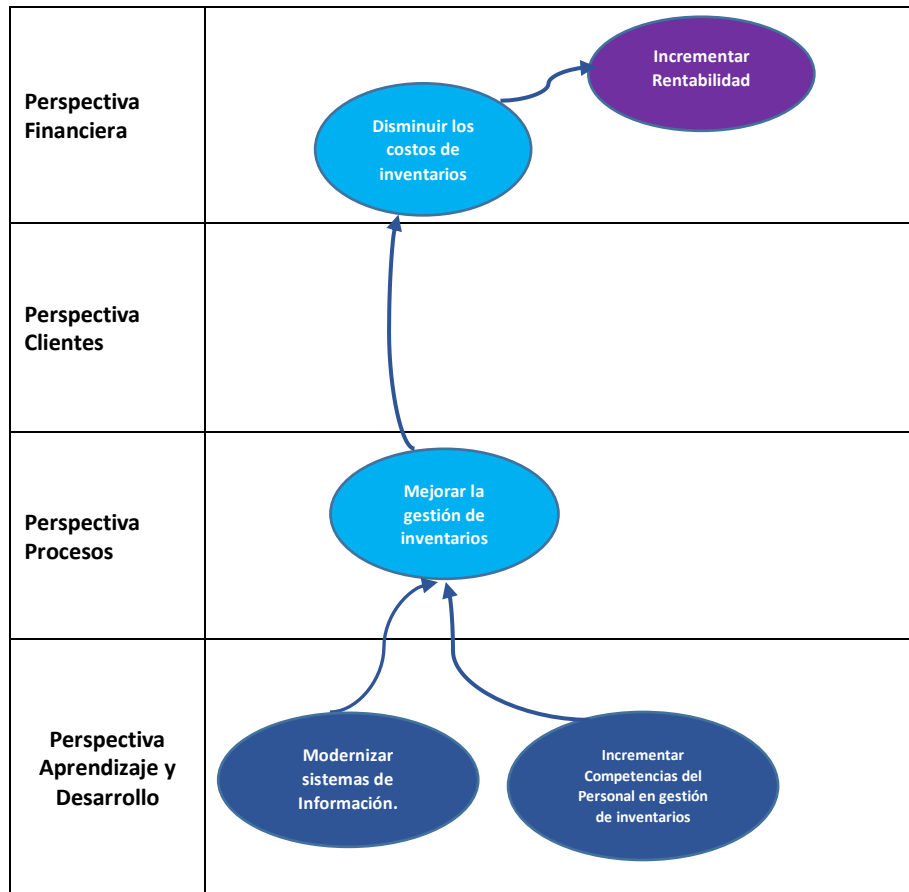 Perspectiva
Financiera
Incrementar
Rentabilidad
Disminuir los
costos de
inventarios
Perspectiva
Clientes
Perspectiva
Procesos
Mejorar la
gestión de
inventarios
Perspectiva
Aprendizaje y
Desarrollo
Modernizar
sistemas de
Información.
Incrementar
Competencias del
Personal en gestión
de inventarios